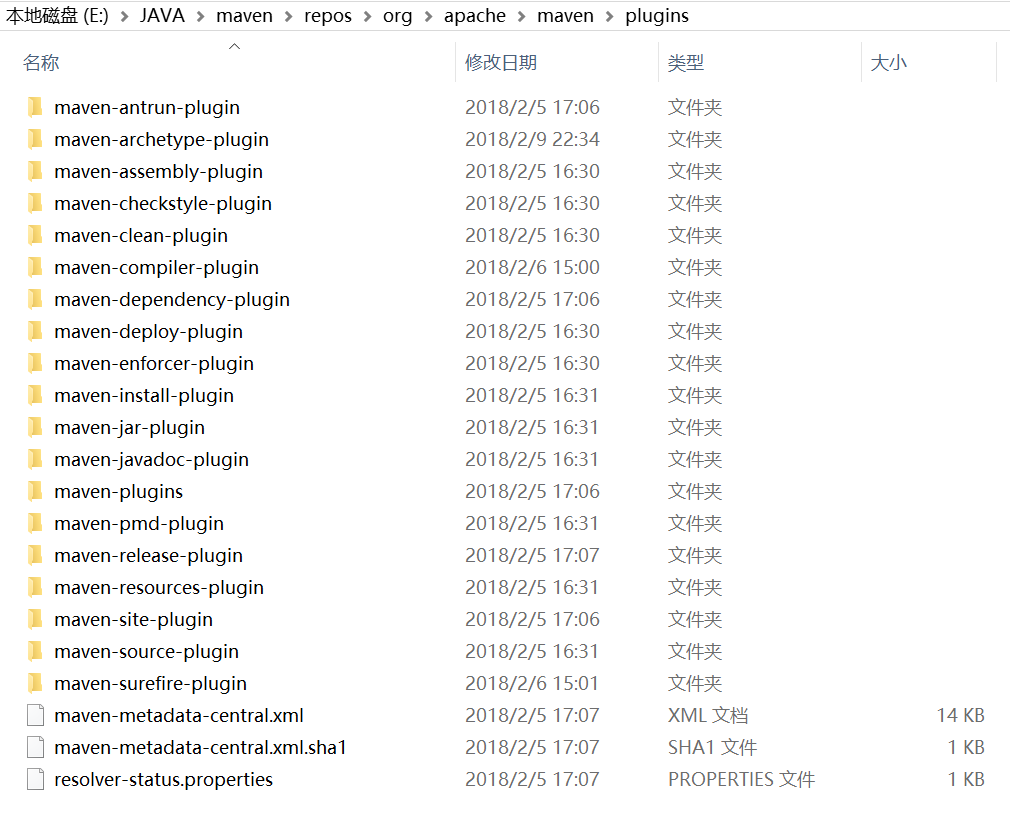 本地磁盘 (E:) > JAVA > maven > repos > org > apache > maven > plugins
名称 修改日期 类型 大小
maven-antrun-plugin 2018/2/5 17:06 文件夹
maven-archetype-plugin 2018/2/9 22:34 文件夹
maven-assembly-plugin 2018/2/5 16:30 文件夹
maven-checkstyle-plugin 2018/2/5 16:30 文件夹
maven-clean-plugin 2018/2/5 16:30 文件夹
maven-compiler-plugin 2018/2/6 15:00 文件夹
maven-dependency-plugin 2018/2/5 17:06 文件夹
maven-deploy-plugin 2018/2/5 16:30 文件夹
maven-enforcer-plugin 2018/2/5 16:30 文件夹
maven-install-plugin 2018/2/5 16:31 文件夹
maven-jar-plugin 2018/2/5 16:31 文件夹
maven-javadoc-plugin 2018/2/5 16:31 文件夹
maven-plugins 2018/2/5 17:06 文件夹
maven-pmd-plugin 2018/2/5 16:31 文件夹
maven-release-plugin 2018/2/5 17:07 文件夹
maven-resources-plugin 2018/2/5 16:31 文件夹
maven-site-plugin 2018/2/5 17:06 文件夹
maven-source-plugin 2018/2/5 16:31 文件夹
maven-surefire-plugin 2018/2/6 15:01 文件夹
maven-metadata-central.xml 2018/2/5 17:07 XML 文档 14 KB
maven-metadata-central.xml.sha1 2018/2/5 17:07 SHA1 文件 1 KB
resolver-status.properties 2018/2/5 17:07 PROPERTIES 文件 1 KB